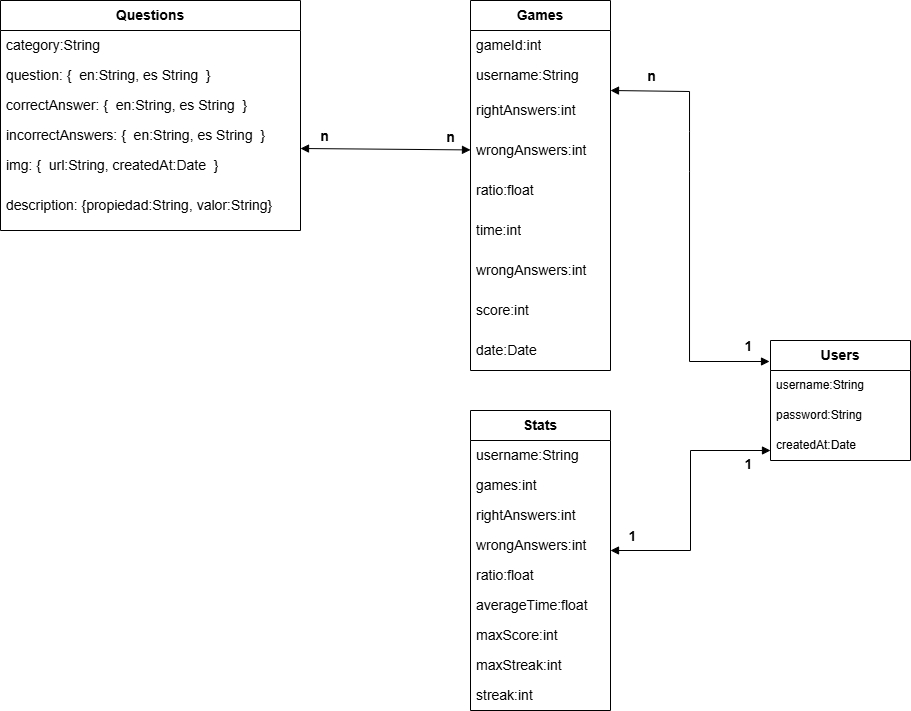 Questions
category:String
question: {  en:String, es String  }
correctAnswer: {  en:String, es String  }
incorrectAnswers: {  en:String, es String  }
img: {  url:String, createdAt:Date  }
description: {propiedad:String, valor:String}
n
n
Games
gameId:int
username:String
rightAnswers:int
wrongAnswers:int
ratio:float
time:int
wrongAnswers:int
score:int
date:Date
n
1
Users
username:String
password:String
createdAt:Date
1
1
Stats
username:String
games:int
rightAnswers:int
wrongAnswers:int
ratio:float
averageTime:float
maxScore:int
maxStreak:int
streak:int